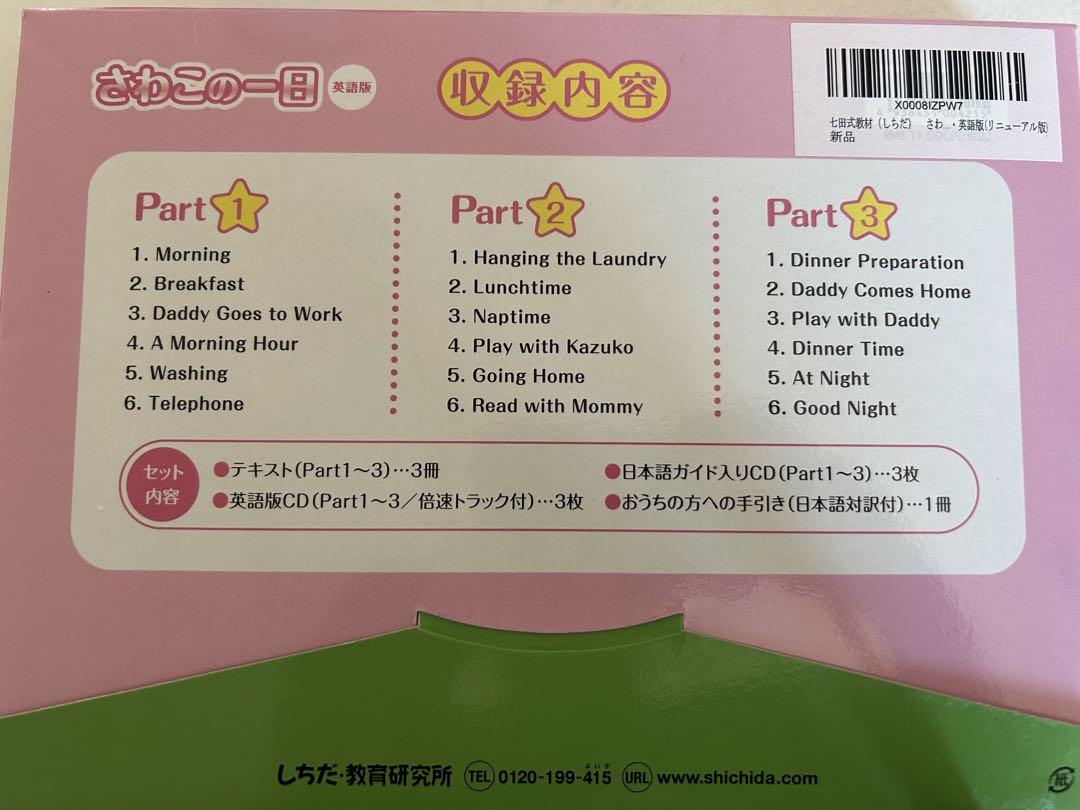 さわこの一日 英語版
収録内容
X0008IZPW7
七田式教材（しちだ） さわ...・英語版(リニューアル版)
新品
Part 1
1. Morning
2. Breakfast
3. Daddy Goes to Work
4. A Morning Hour
5. Washing
6. Telephone
Part 2
1. Hanging the Laundry
2. Lunchtime
3. Naptime
4. Play with Kazuko
5. Going Home
6. Read with Mommy
Part 3
1. Dinner Preparation
2. Daddy Comes Home
3. Play with Daddy
4. Dinner Time
5. At Night
6. Good Night
セット
内容
●テキスト（Part1～3）…3冊
●英語版CD（Part1～3／倍速トラック付）…3枚
●日本語ガイド入りCD（Part1～3）…3枚
●おうちの方への手引き（日本語対訳付）…1冊
よい子
しちだ・教育研究所 TEL 0120-199-415 URL www.shichida.com
紙